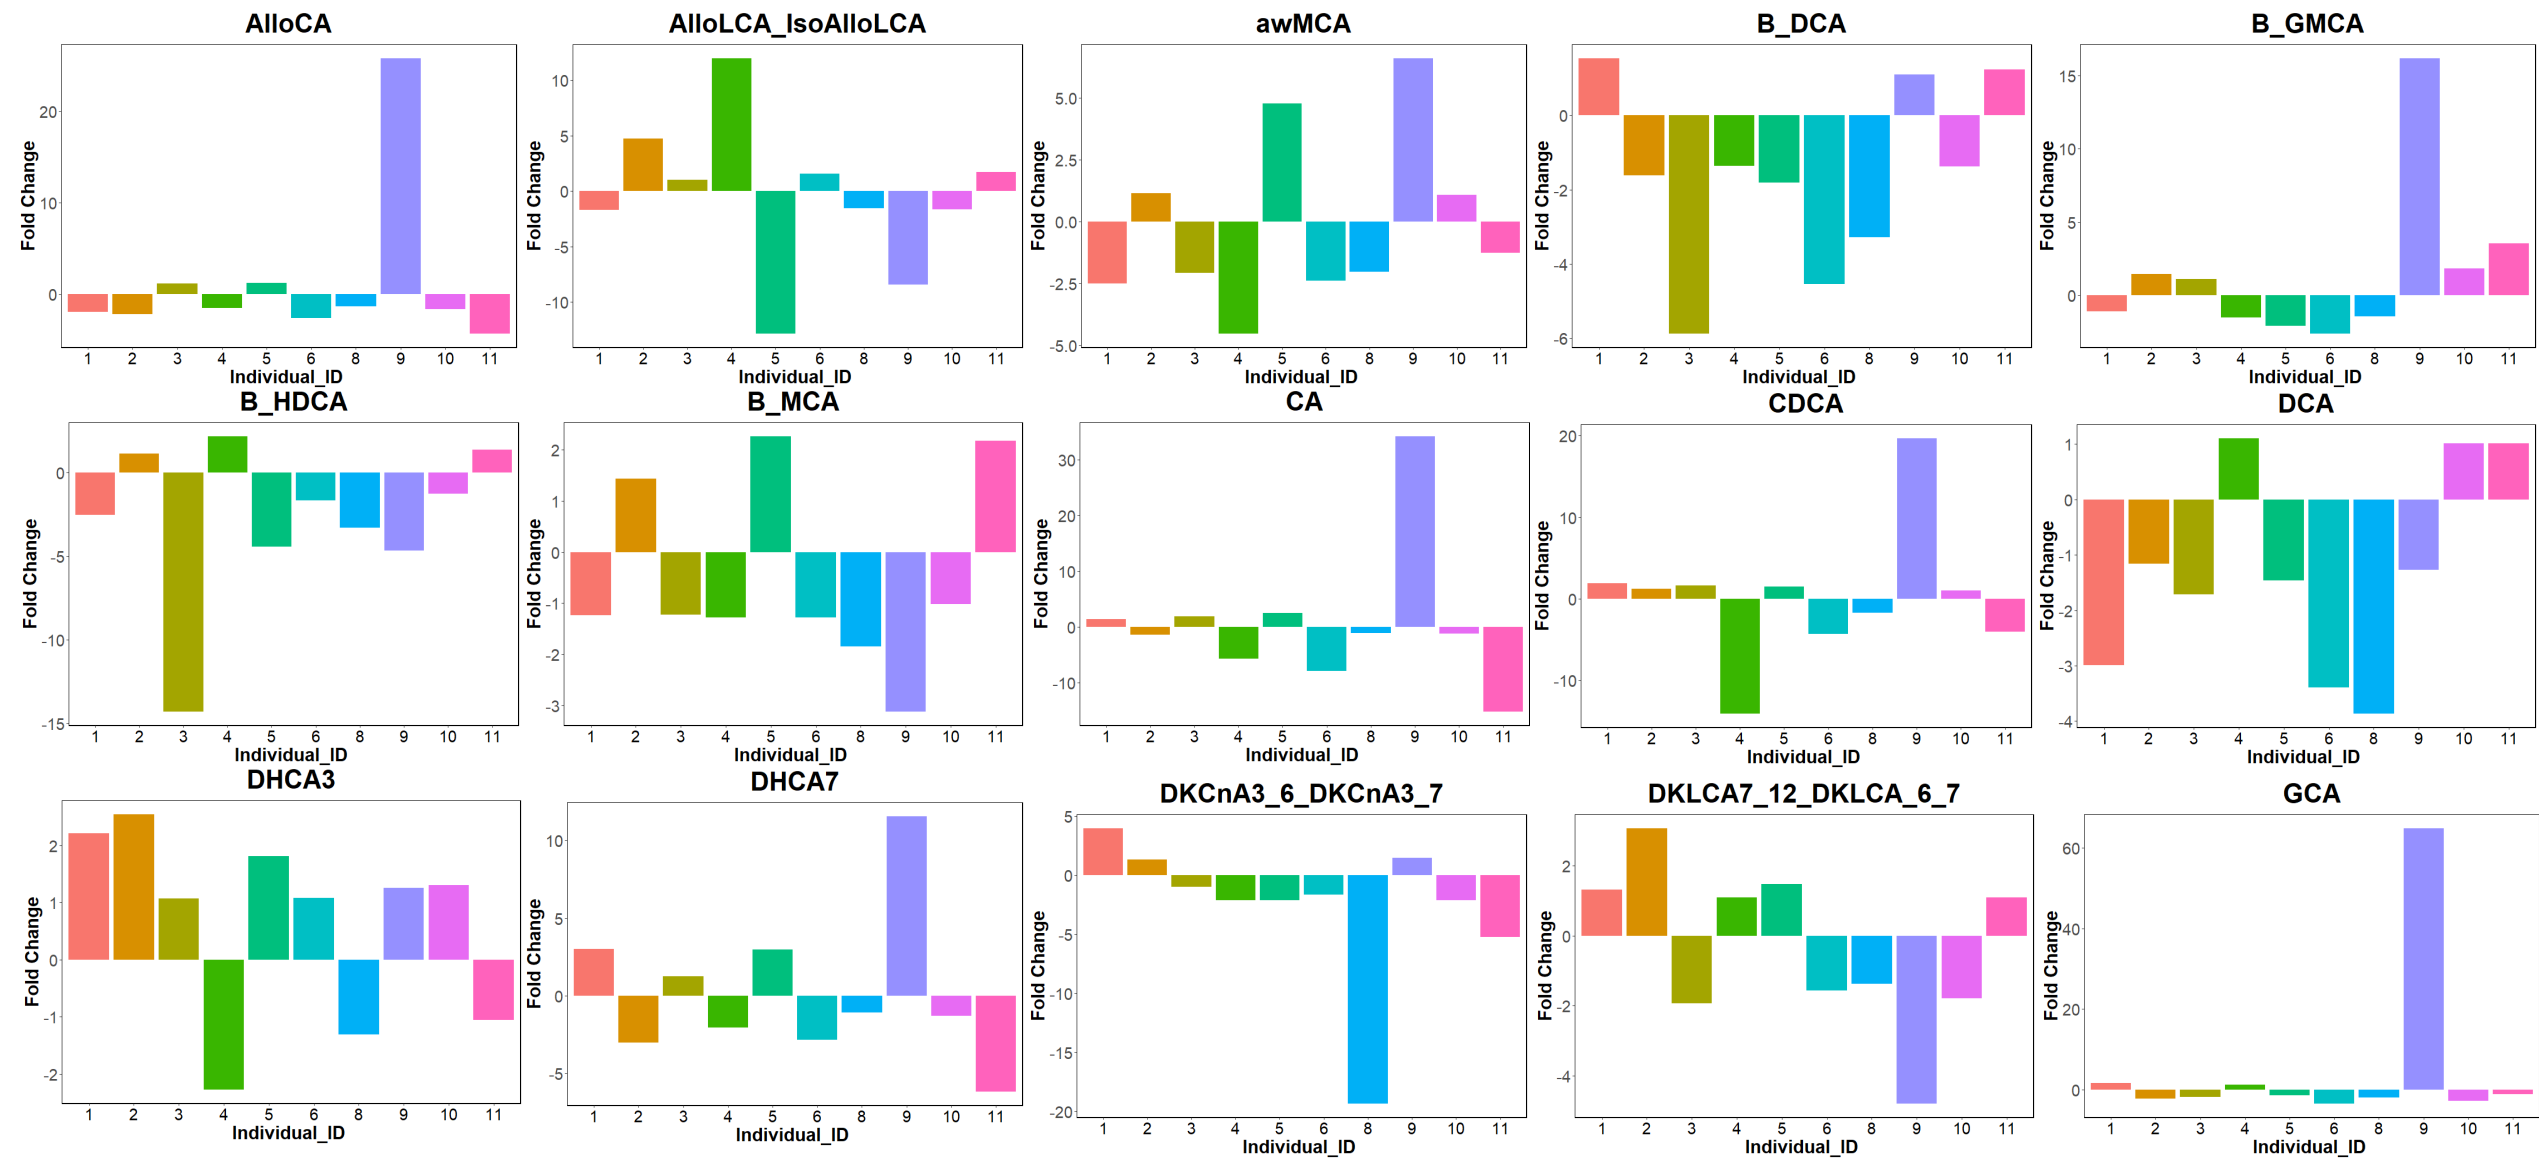 AlloCA
Fold Change
20
10
0
1 2 3 4 5 6 8 9 10 11
Individual_ID
AlloLCA_IsoAlloLCA
Fold Change
10
5
0
-5
-10
1 2 3 4 5 6 8 9 10 11
Individual_ID
awMCA
Fold Change
5.0
2.5
0.0
-2.5
-5.0
1 2 3 4 5 6 8 9 10 11
Individual_ID
B_DCA
Fold Change
0
-2
-4
-6
1 2 3 4 5 6 8 9 10 11
Individual_ID
B_GMCA
Fold Change
15
10
5
0
1 2 3 4 5 6 8 9 10 11
Individual_ID
B_HDCA
Fold Change
0
-5
-10
-15
1 2 3 4 5 6 8 9 10 11
Individual_ID
B_MCA
Fold Change
2
1
0
-1
-2
-3
1 2 3 4 5 6 8 9 10 11
Individual_ID
CA
Fold Change
30
20
10
0
-10
1 2 3 4 5 6 8 9 10 11
Individual_ID
CDCA
Fold Change
20
10
0
-10
1 2 3 4 5 6 8 9 10 11
Individual_ID
DCA
Fold Change
1
0
-1
-2
-3
-4
1 2 3 4 5 6 8 9 10 11
Individual_ID
DHCA3
Fold Change
2
1
0
-1
-2
1 2 3 4 5 6 8 9 10 11
Individual_ID
DHCA7
Fold Change
10
5
0
-5
1 2 3 4 5 6 8 9 10 11
Individual_ID
DKCnA3_6_DKCnA3_7
Fold Change
5
0
-5
-10
-15
-20
1 2 3 4 5 6 8 9 10 11
Individual_ID
DKLCA7_12_DKLCA_6_7
Fold Change
2
0
-2
-4
1 2 3 4 5 6 8 9 10 11
Individual_ID
GCA
Fold Change
60
40
20
0
1 2 3 4 5 6 8 9 10 11
Individual_ID